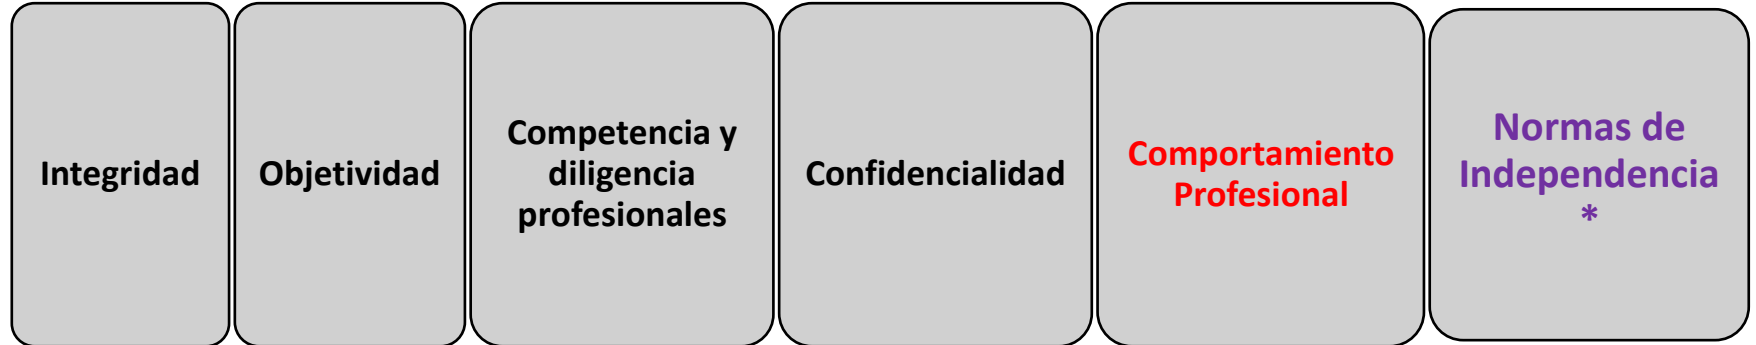 Integridad
Objetividad
Competencia y
diligencia
profesionales
Confidencialidad
Comportamiento
Profesional
Normas de
Independencia
*